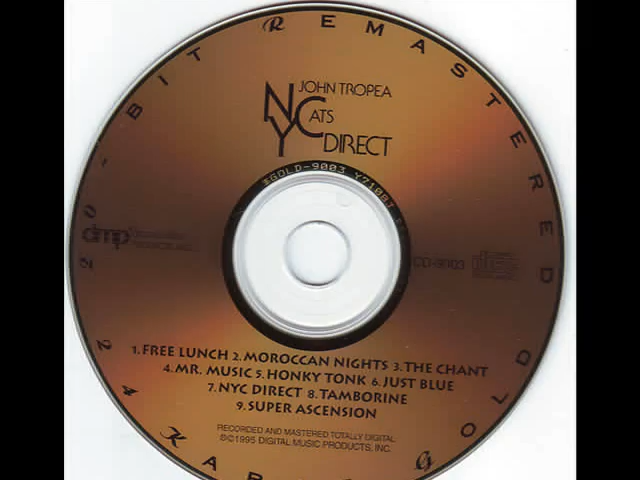 20-BIT REMASTERED
24 KARAT GOLD
JOHN TROPEA
NYC CATS DIRECT
GOLD-9003 Y7108
dmp
CD-9003
1. FREE LUNCH 2. MOROCCAN NIGHTS 3. THE CHANT
4. MR. MUSIC 5. HONKY TONK 6. JUST BLUE
7. NYC DIRECT 8. TAMBORINE
9. SUPER ASCENSION
RECORDED AND MASTERED TOTALLY DIGITAL
℗©1995 DIGITAL MUSIC PRODUCTS, INC.